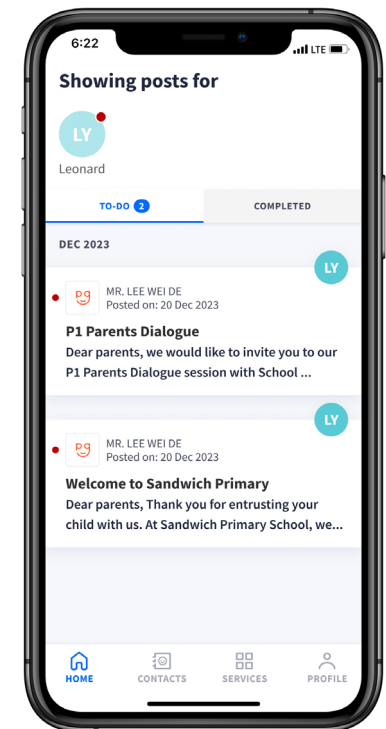 6:22
LTE
Showing posts for
LY
Leonard
TO-DO 2
COMPLETED
DEC 2023
LY
MR. LEE WEI DE
Posted on: 20 Dec 2023
P1 Parents Dialogue
Dear parents, we would like to invite you to our
P1 Parents Dialogue session with School ...
LY
MR. LEE WEI DE
Posted on: 20 Dec 2023
Welcome to Sandwich Primary
Dear parents, Thank you for entrusting your
child with us. At Sandwich Primary School, we...
HOME
CONTACTS
SERVICES
PROFILE